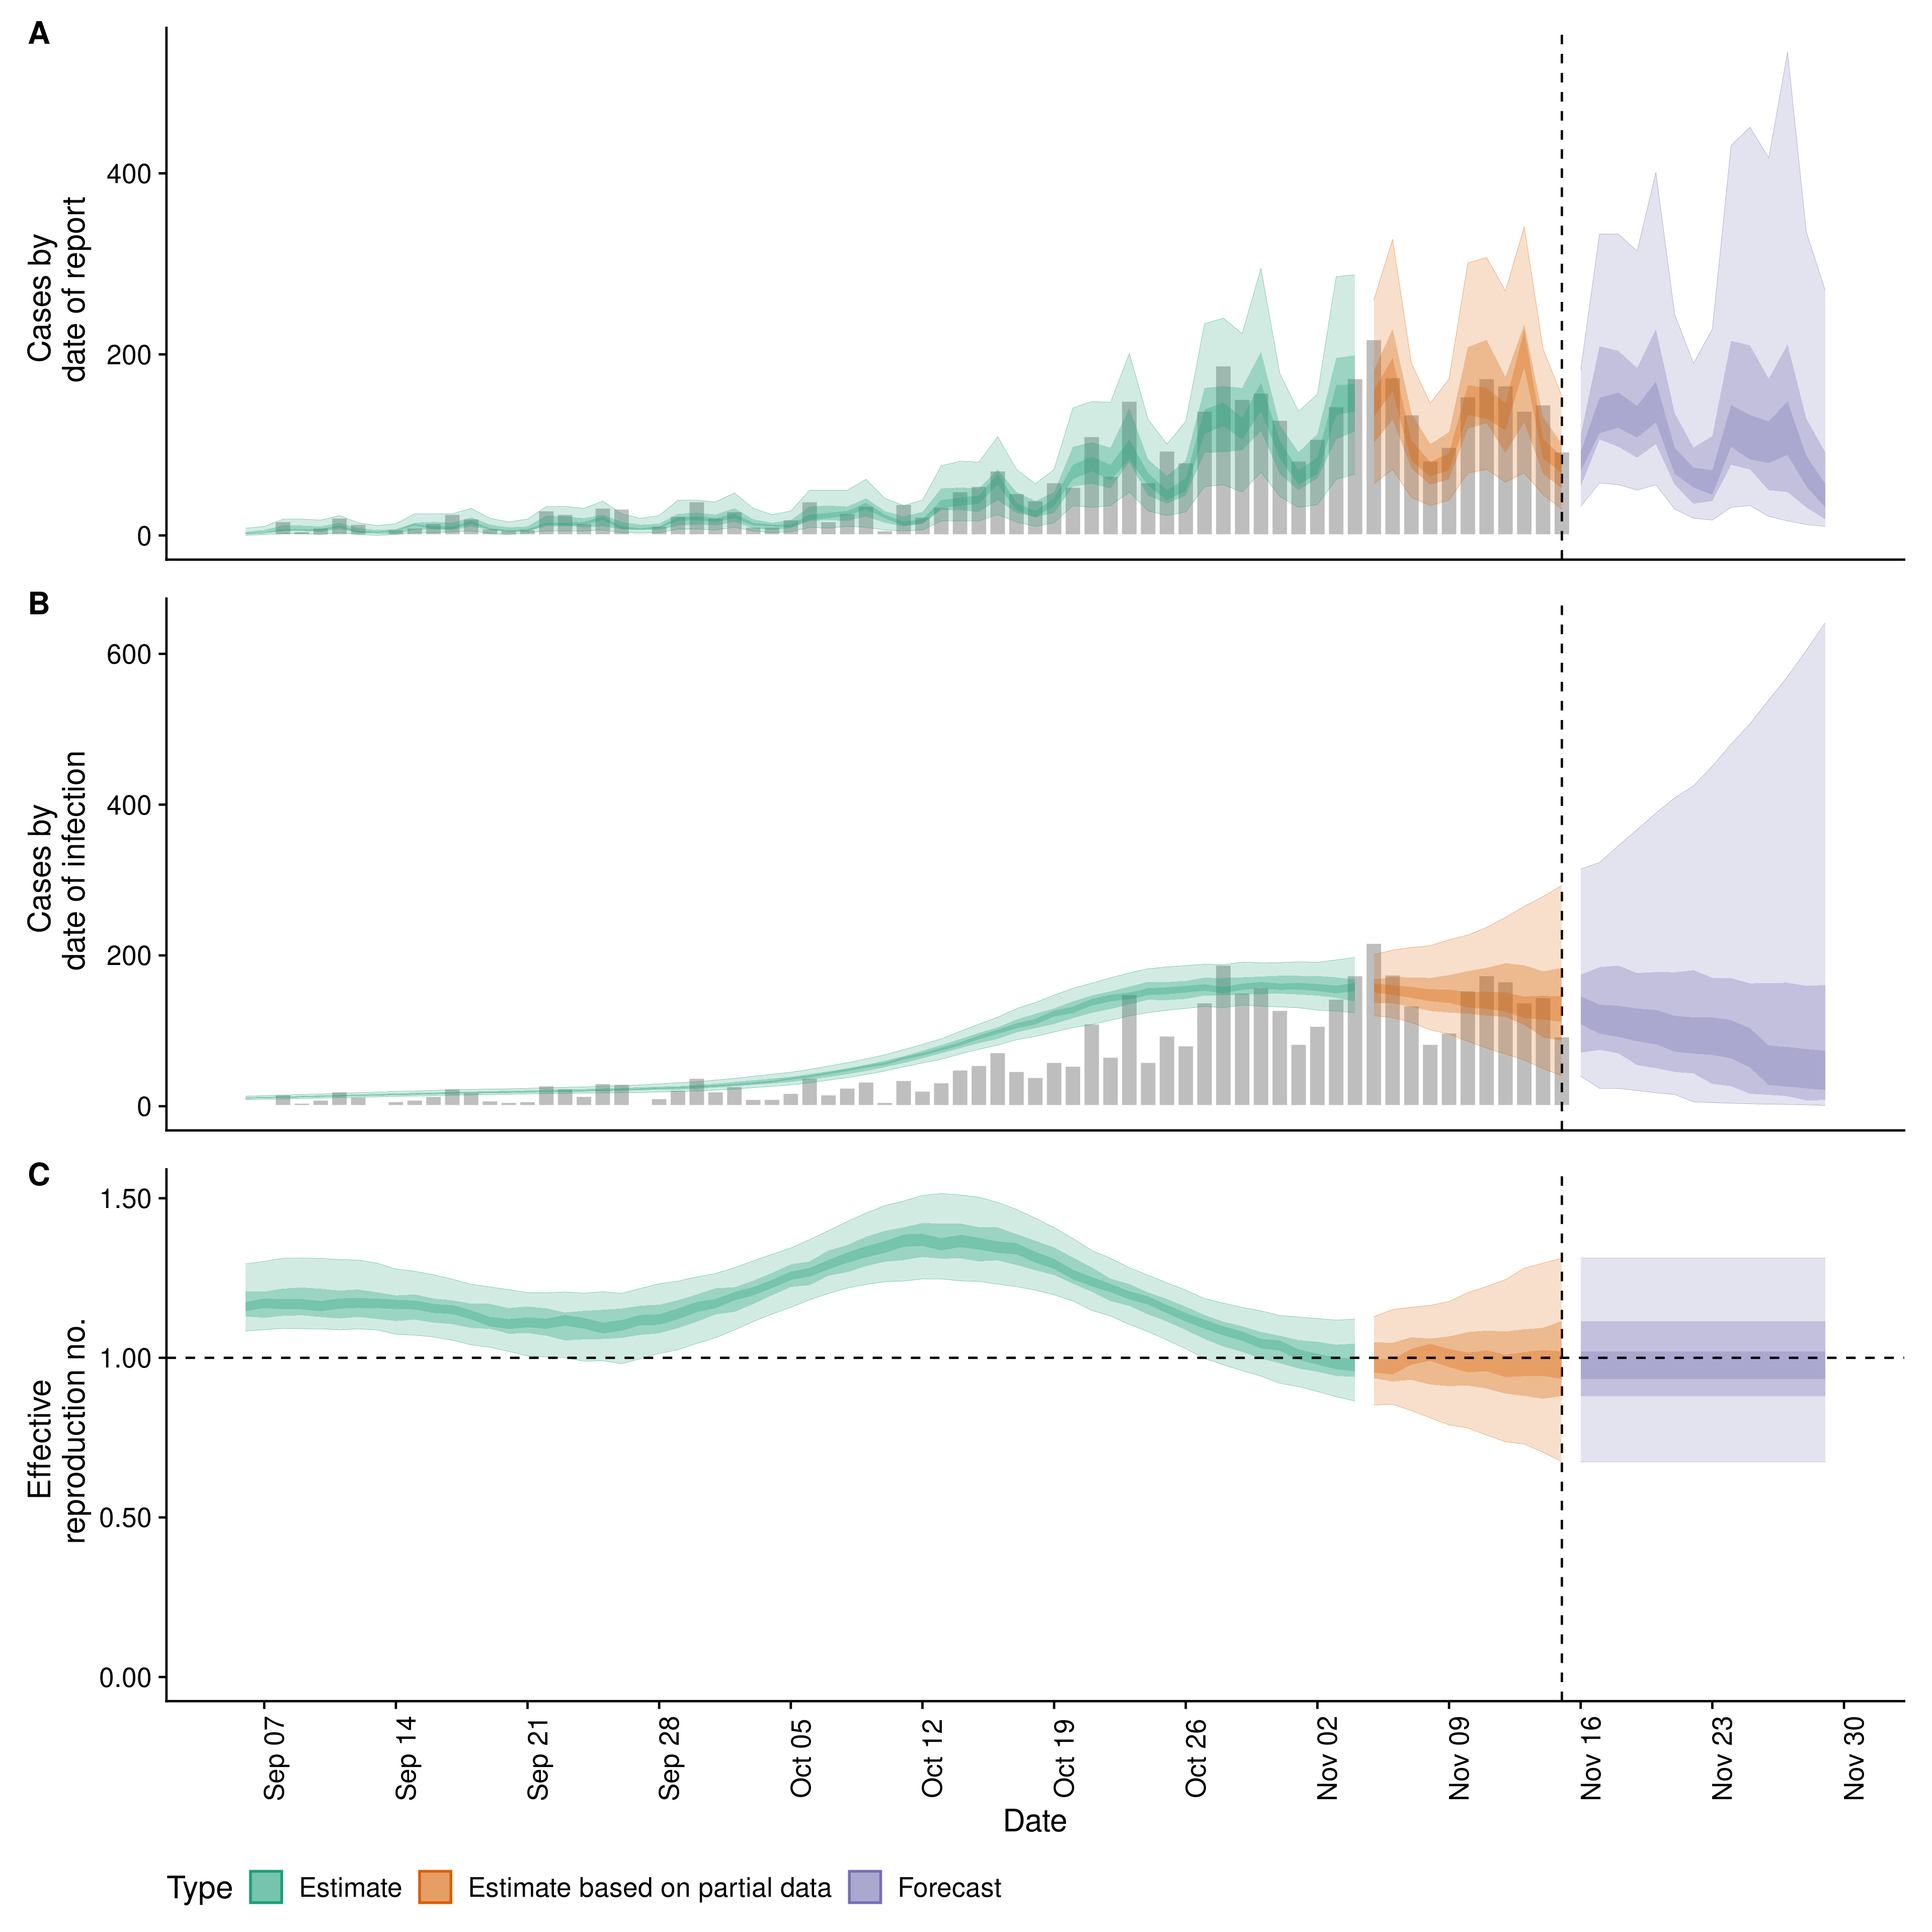 A
Cases by
date of report
400
200
0
B
Cases by
date of infection
600
400
200
0
C
Effective
reproduction no.
1.50
1.00
0.50
0.00
Sep 07
Sep 14
Sep 21
Sep 28
Oct 05
Oct 12
Oct 19
Oct 26
Nov 02
Nov 09
Nov 16
Nov 23
Nov 30
Date
Type Estimate Estimate based on partial data Forecast